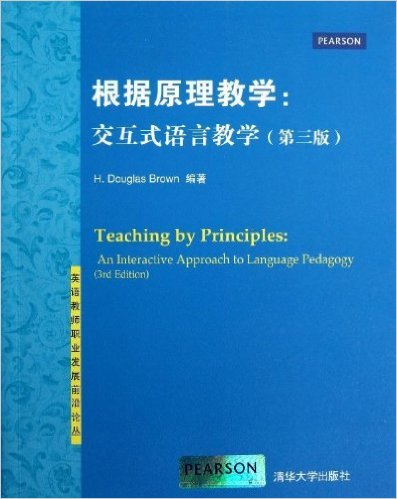 PEARSON
根据原理教学：
交互式语言教学（第三版）
H. Douglas Brown 编著
Teaching by Principles:
An Interactive Approach to Language Pedagogy
(3rd Edition)
英语教师职业发展前沿论丛
PEARSON
清华大学出版社